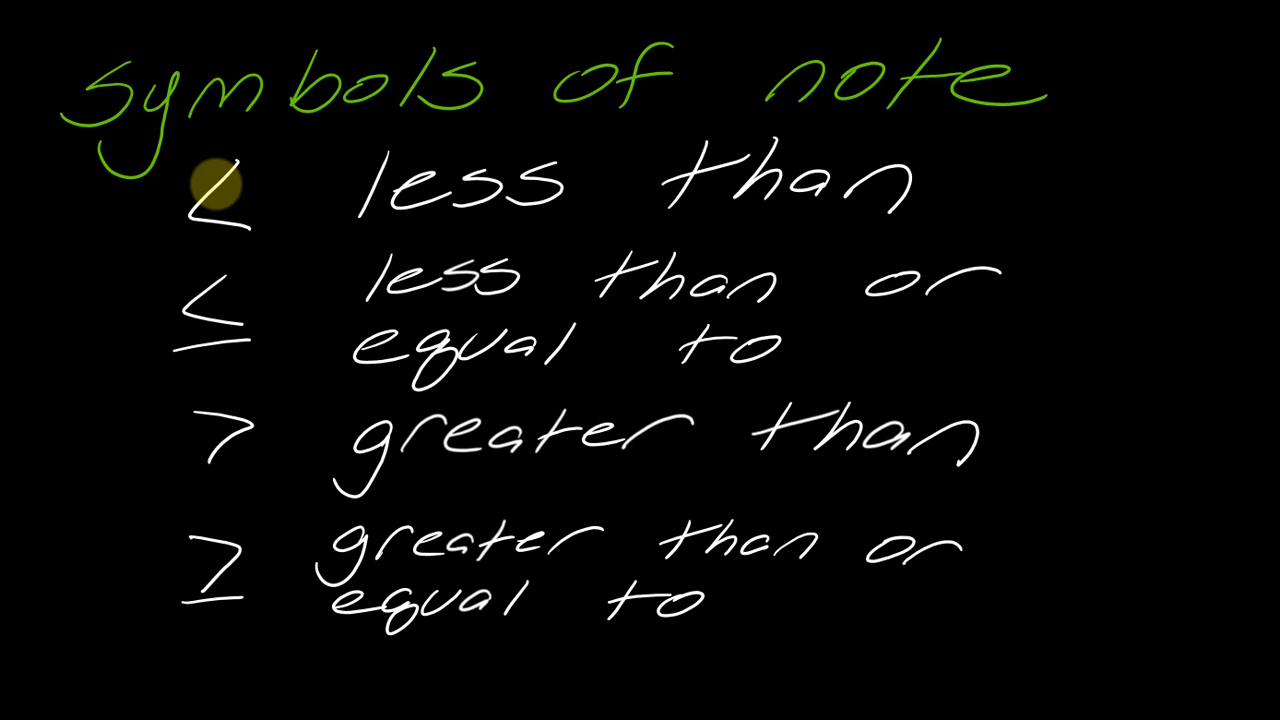 symbols of note
< less than
≤ less than or
equal to
> greater than
≥ greater than or
equal to